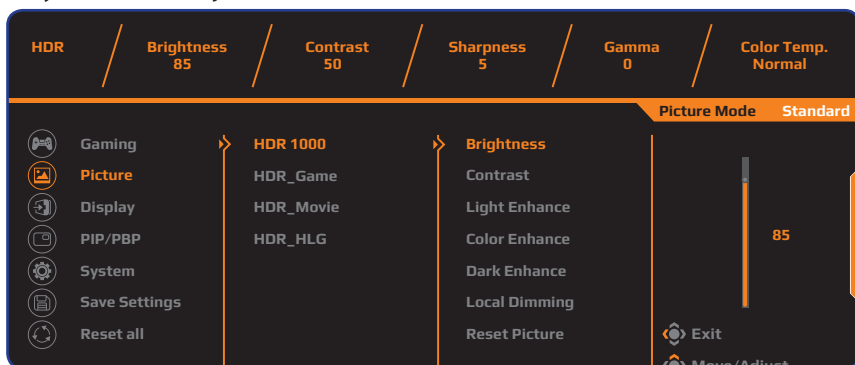 HDR
Brightness
85
Contrast
50
Sharpness
5
Gamma
0
Color Temp.
Normal
Picture Mode Standard
Gaming
Picture
Display
PIP/PBP
System
Save Settings
Reset all
HDR 1000
HDR_Game
HDR_Movie
HDR_HLG
Brightness
Contrast
Light Enhance
Color Enhance
Dark Enhance
Local Dimming
Reset Picture
85
Exit
Move/Adjust